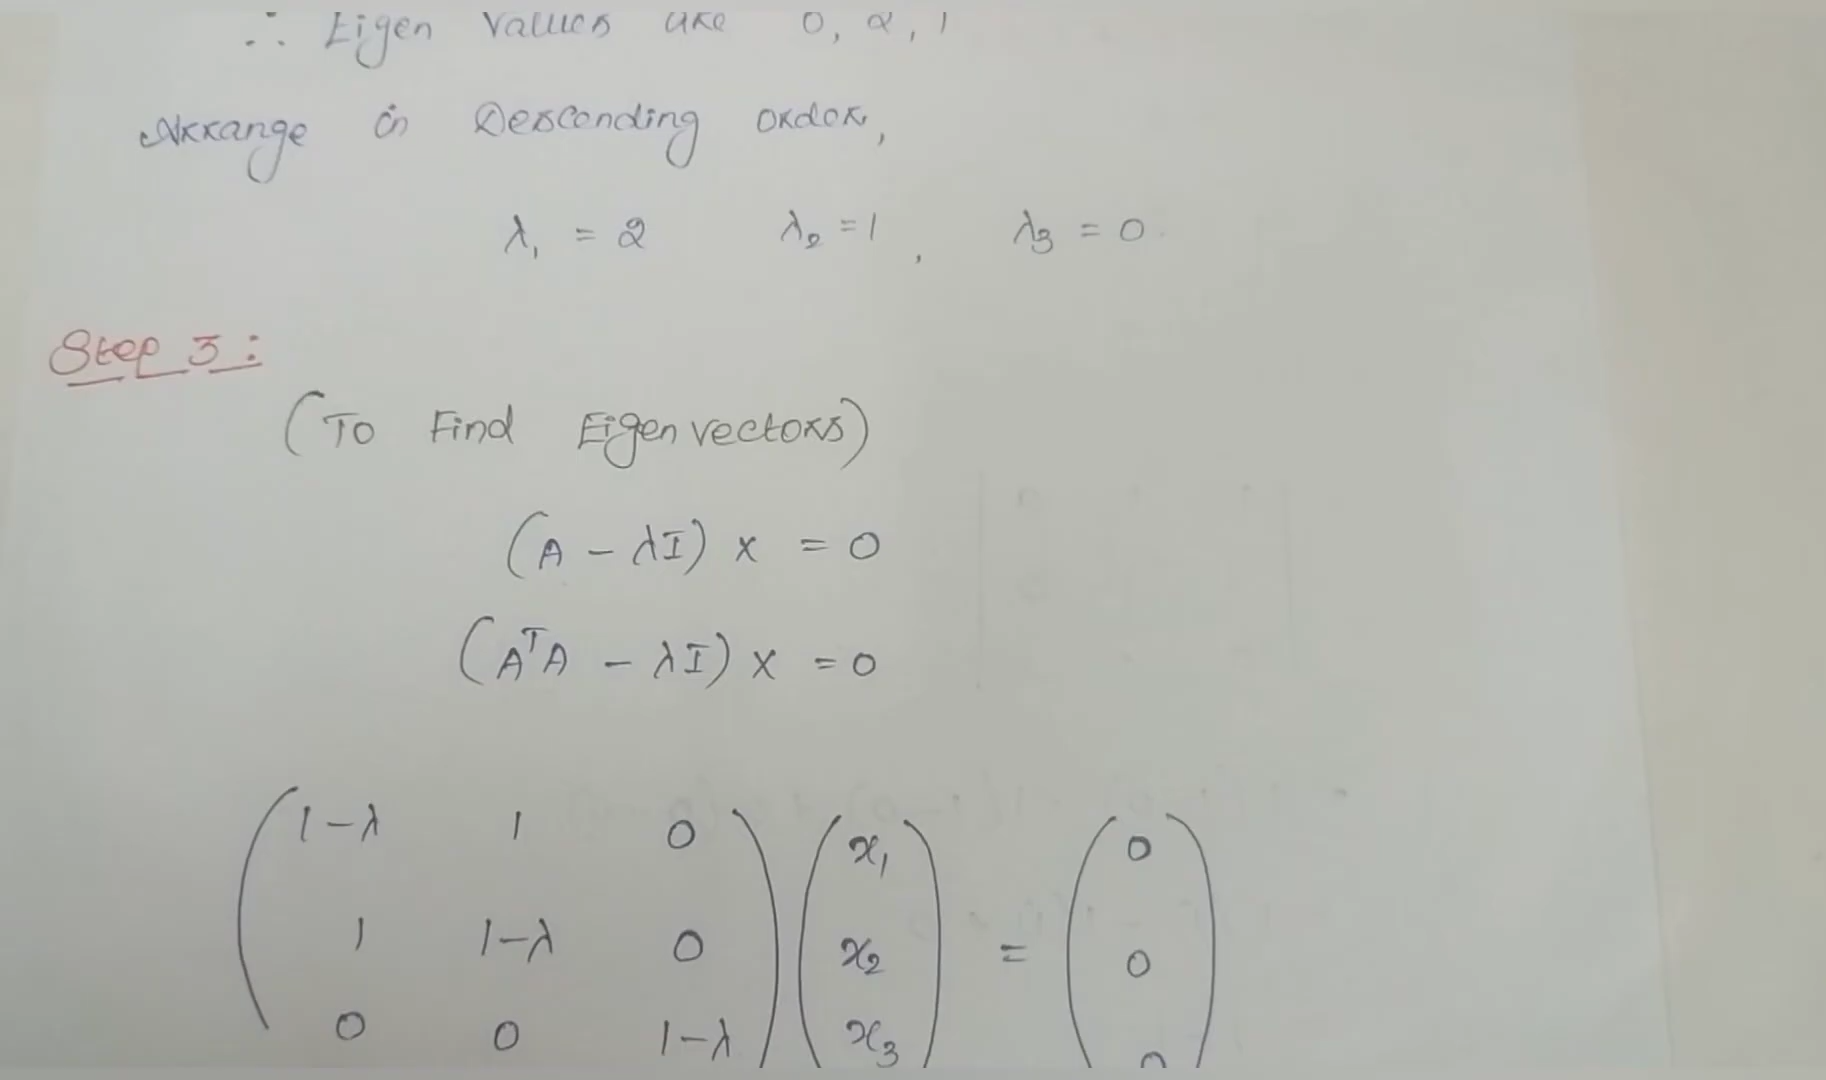 ∴ Eigen Values are 0, 2, 1
Arrange in Descending order,
λ₁ = 2 λ₂ = 1 , λ₃ = 0
Step 3 :
(To Find Eigen vectors)
(A − λI) x = 0
(AᵀA − λI) x = 0
1−λ 1 0 x₁ 0
1 1−λ 0 x₂ = 0
0 0 1−λ x₃ 0